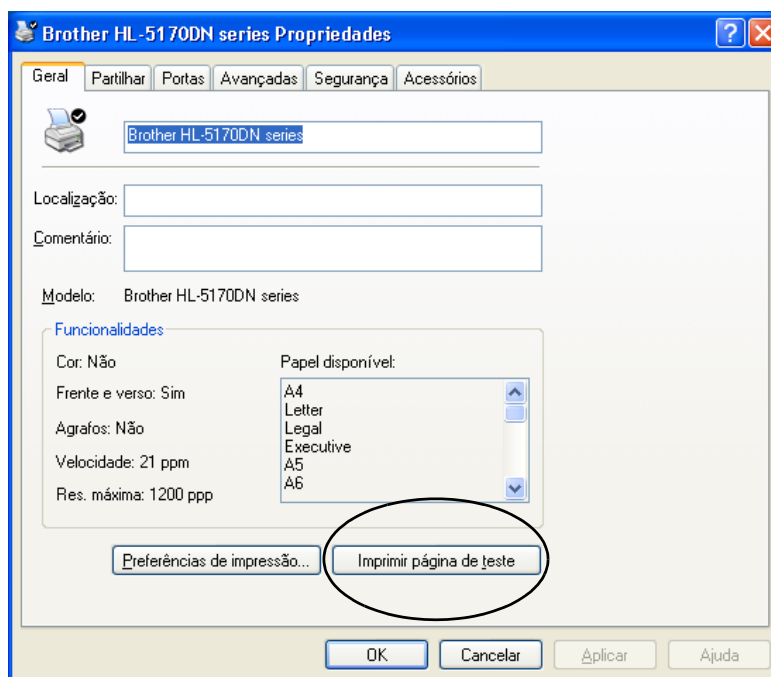 Brother HL-5170DN series Propriedades
Geral Partilhar Portas Avançadas Segurança Acessórios
Brother HL-5170DN series
Localização:
Comentário:
Modelo: Brother HL-5170DN series
Funcionalidades
Cor: Não Papel disponível:
Frente e verso: Sim
Agrafos: Não
Velocidade: 21 ppm
Res. máxima: 1200 ppp
A4
Letter
Legal
Executive
A5
A6
Preferências de impressão... Imprimir página de teste
OK Cancelar Aplicar Ajuda